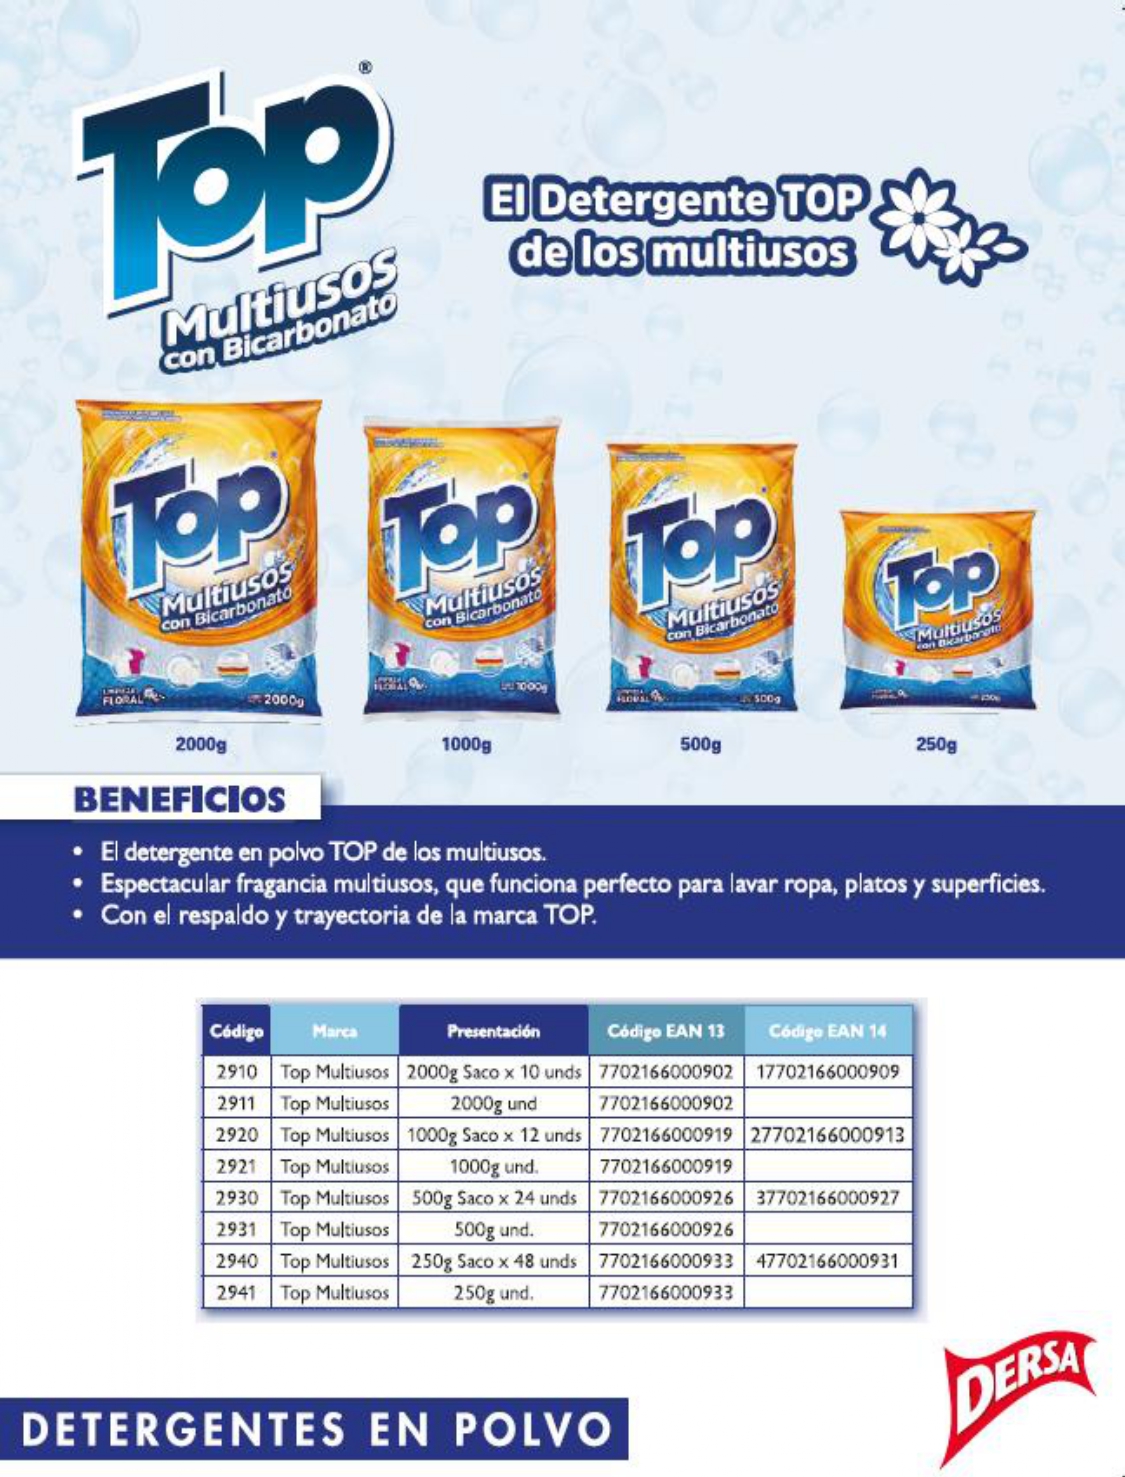 Top®
Multiusos
con Bicarbonato
El Detergente TOP
de los multiusos
Top
Multiusos
con Bicarbonato
FLORAL
2000g
Top
Multiusos
con Bicarbonato
FLORAL
1000g
Top
Multiusos
con Bicarbonato
FLORAL
500g
Top
Multiusos
con Bicarbonato
2000g
1000g
500g
250g
BENEFICIOS
• El detergente en polvo TOP de los multiusos.
• Espectacular fragancia multiusos, que funciona perfecto para lavar ropa, platos y superficies.
• Con el respaldo y trayectoria de la marca TOP.
Código Marca Presentación Código EAN 13 Código EAN 14
2910 Top Multiusos 2000g Saco x 10 unds 7702166000902 17702166000909
2911 Top Multiusos 2000g und 7702166000902
2920 Top Multiusos 1000g Saco x 12 unds 7702166000919 27702166000913
2921 Top Multiusos 1000g und. 7702166000919
2930 Top Multiusos 500g Saco x 24 unds 7702166000926 37702166000927
2931 Top Multiusos 500g und. 7702166000926
2940 Top Multiusos 250g Saco x 48 unds 7702166000933 47702166000931
2941 Top Multiusos 250g und. 7702166000933
DERSA
DETERGENTES EN POLVO